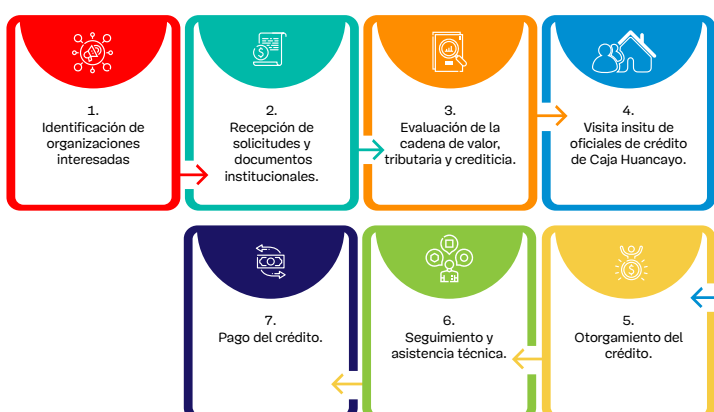 1.
Identificación de
organizaciones
interesadas
2.
Recepción de
solicitudes y
documentos
institucionales.
3.
Evaluación de la
cadena de valor,
tributaria y crediticia.
4.
Visita insitu de
oficiales de crédito
de Caja Huancayo.
5.
Otorgamiento del
crédito.
6.
Seguimiento y
asistencia técnica.
7.
Pago del crédito.